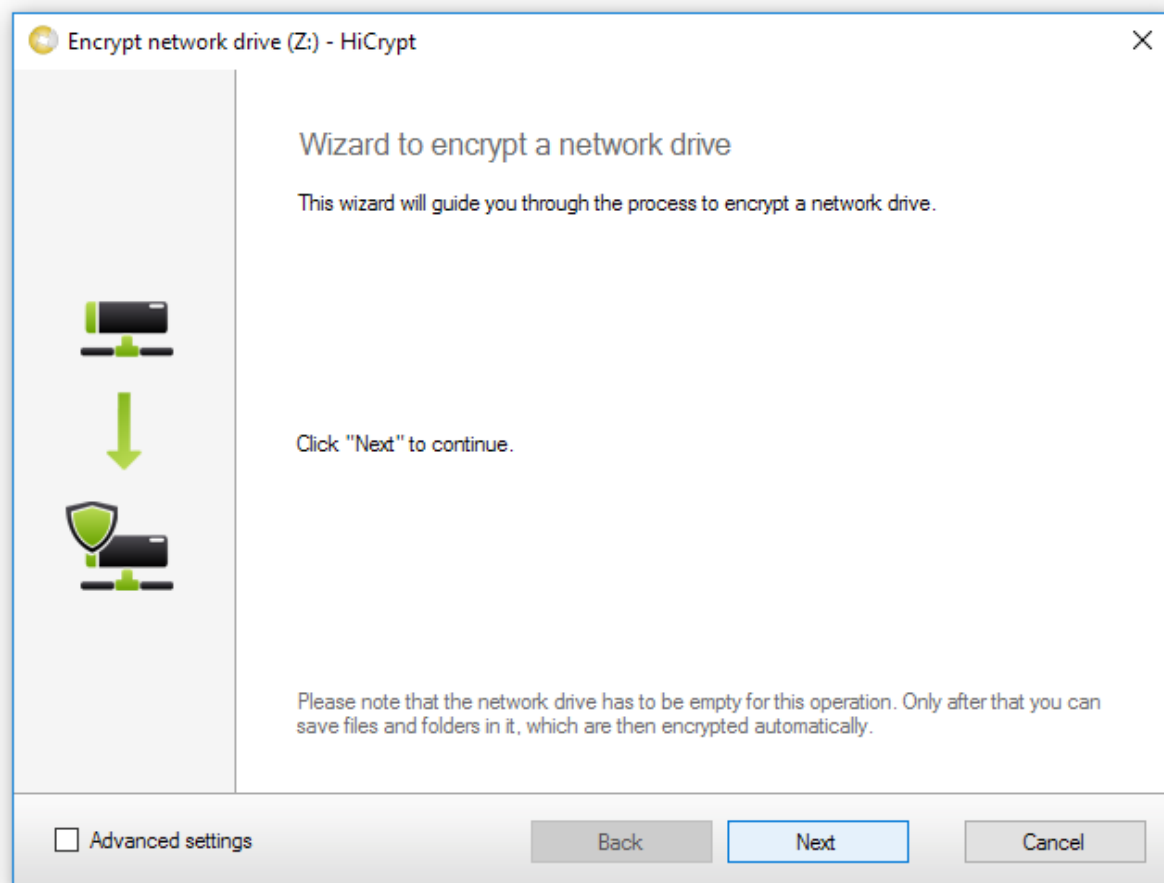 Encrypt network drive (Z:) - HiCrypt
Wizard to encrypt a network drive
This wizard will guide you through the process to encrypt a network drive.
Click "Next" to continue.
Please note that the network drive has to be empty for this operation. Only after that you can
save files and folders in it, which are then encrypted automatically.
Advanced settings
Back
Next
Cancel